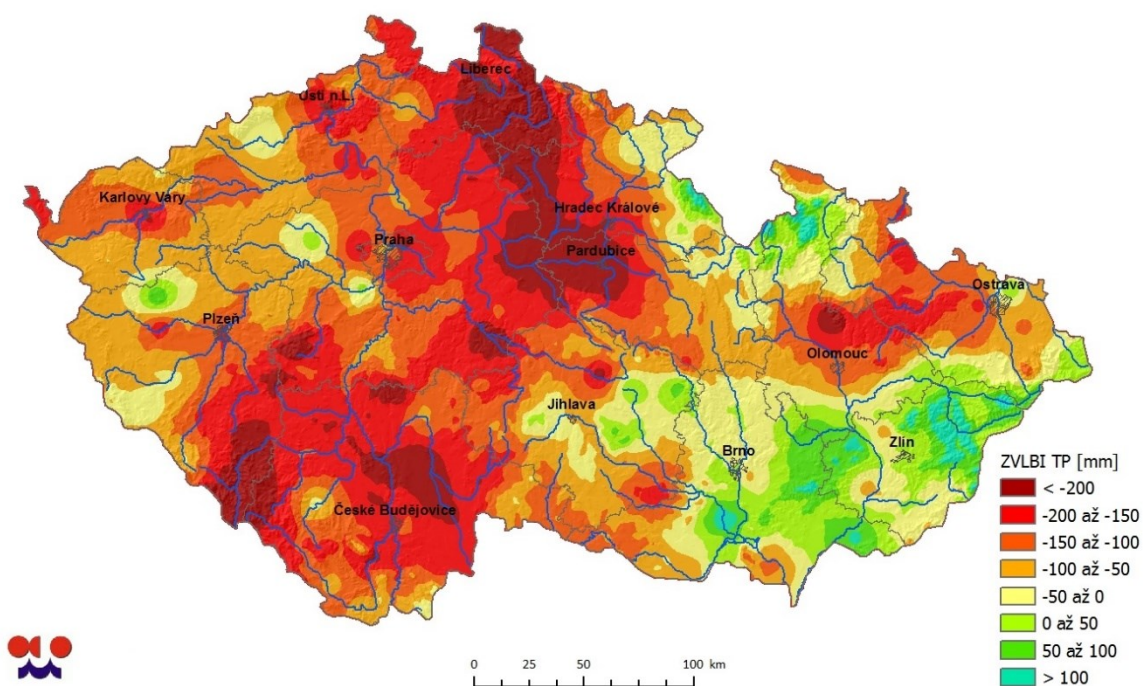 Liberec
Ústí n.L.
Karlovy Vary
Hradec Králové
Praha
Pardubice
Ostrava
Plzeň
Olomouc
Jihlava
Zlín
Brno
České Budějovice
ZVLBI TP [mm]
< -200
-200 až -150
-150 až -100
-100 až -50
-50 až 0
0 až 50
50 až 100
> 100
0 25 50 100 km